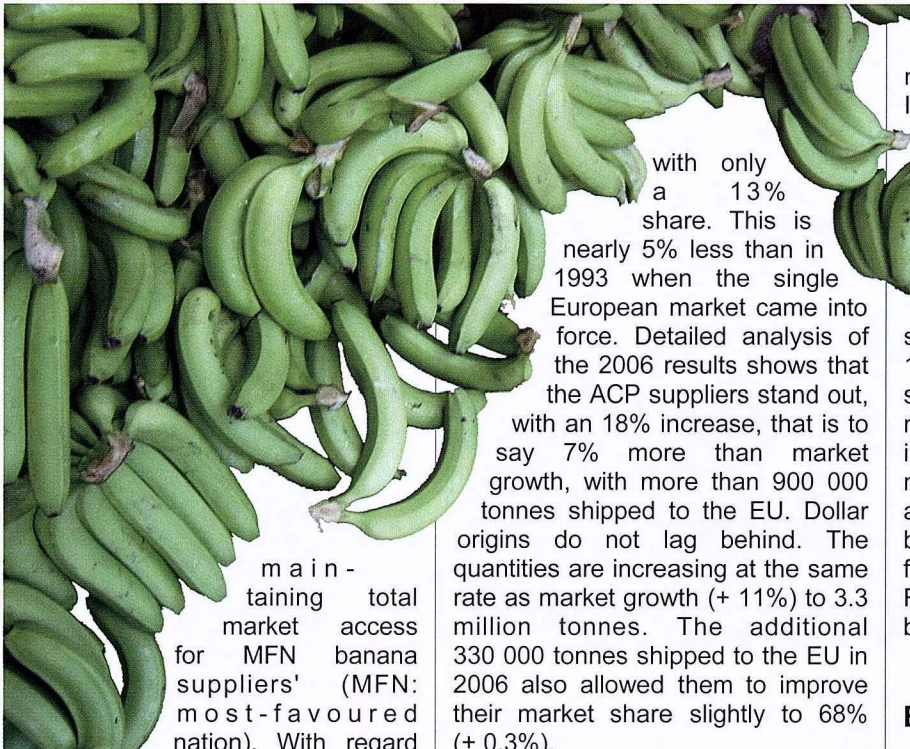 m a i n -
taining total
market access
for MFN banana
suppliers' (MFN:
most-favoured
nation). With regard
with only
a 13%
share. This is
nearly 5% less than in
1993 when the single
European market came into
force. Detailed analysis of
the 2006 results shows that
the ACP suppliers stand out,
with an 18% increase, that is to
say 7% more than market
growth, with more than 900 000
tonnes shipped to the EU. Dollar
origins do not lag behind. The
quantities are increasing at the same
rate as market growth (+ 11%) to 3.3
million tonnes. The additional
330 000 tonnes shipped to the EU in
2006 also allowed them to improve
their market share slightly to 68%
(+ 0.3%).